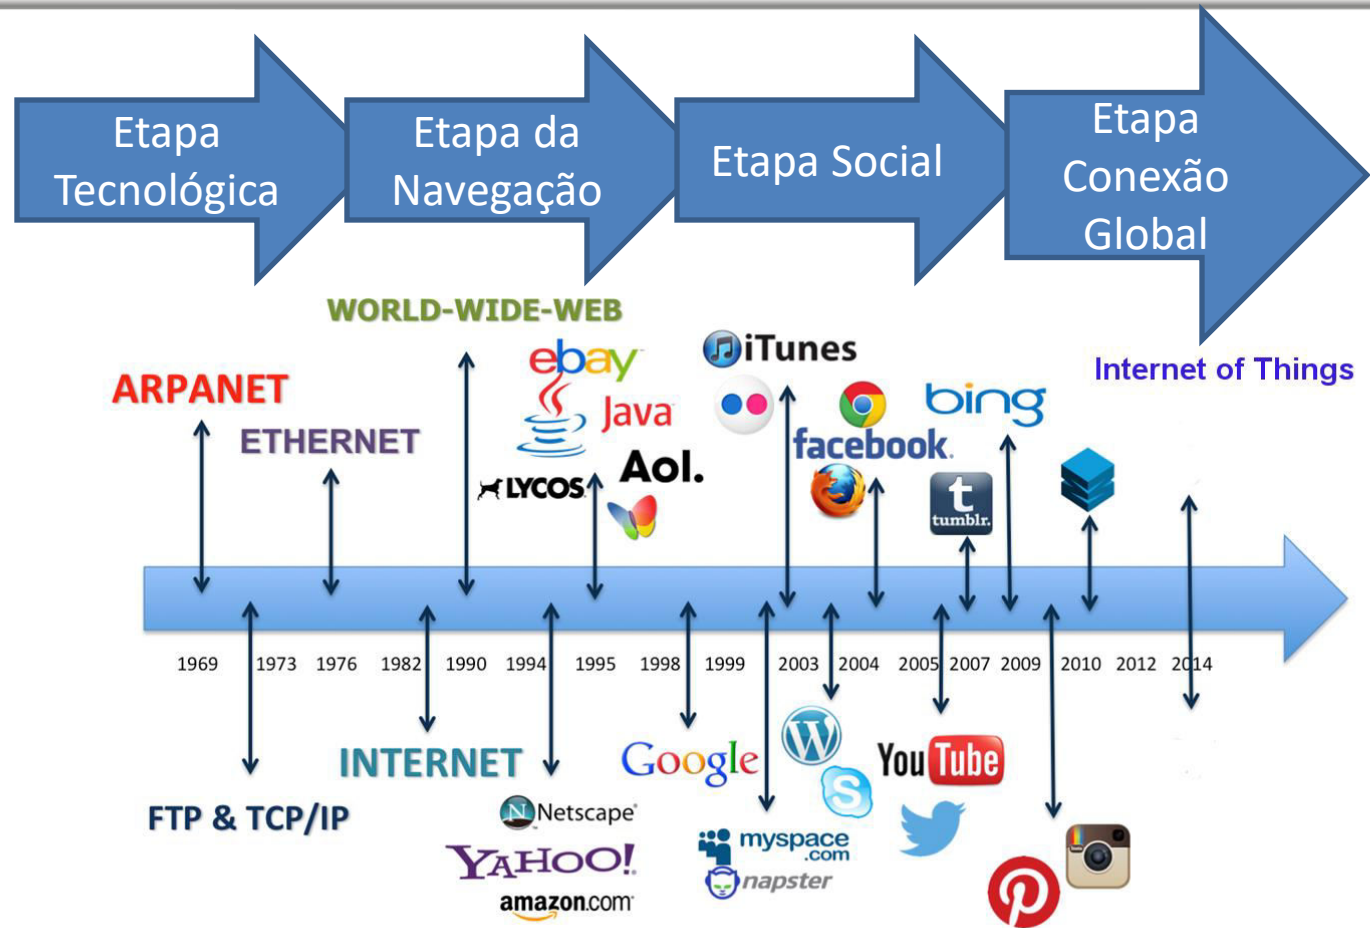 Etapa
Tecnológica
Etapa da
Navegação
Etapa Social
Etapa
Conexão
Global
WORLD-WIDE-WEB
ARPANET
ETHERNET
ebay
Java
LYCOS
Aol.
iTunes
facebook.
bing
t
tumblr.
Internet of Things
1969 1973 1976 1982 1990 1994 1995 1998 1999 2003 2004 2005 2007 2009 2010 2012 2014
FTP & TCP/IP
INTERNET
N Netscape
YAHOO!
amazon.com
Google
myspace
.com
napster
W
S
YouTube
P